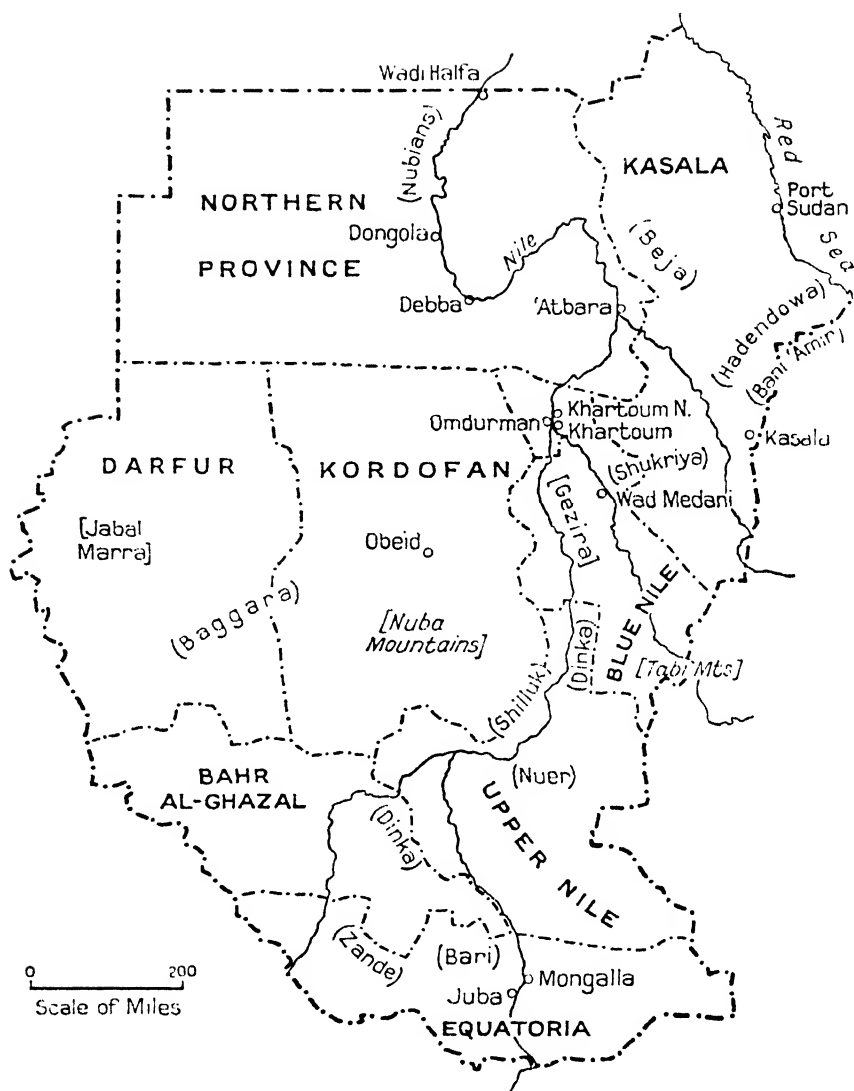 Wadi Halfa
(Nubians)
NORTHERN
PROVINCE
Dongola
Nile
Debba
'Atbara
KASALA
Red
Sea
Port
Sudan
(Beja)
(Hadendowa)
(Bani 'Amir)
Khartoum N.
Omdurman
Khartoum
Kasala
DARFUR
KORDOFAN
(Shukriya)
Wad Medani
[Gezira]
[Jabal
Marra]
Obeid
(Baggara)
[Nuba
Mountains]
(Shilluk)
(Dinka)
BLUE NILE
[Tabi Mts]
BAHR
AL-GHAZAL
(Dinka)
(Nuer)
UPPER NILE
(Zande)
(Bari)
Mongalla
Juba
EQUATORIA
0 200
Scale of Miles